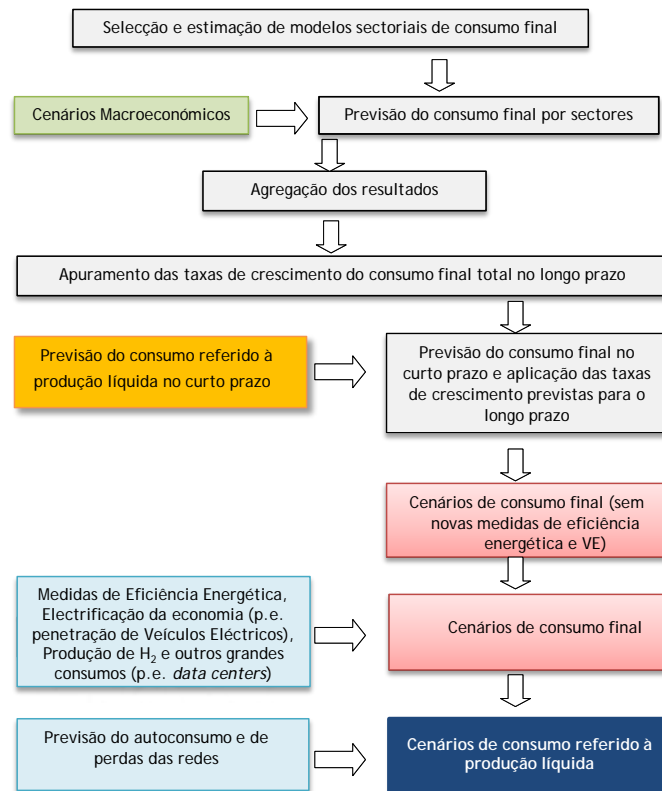 Selecção e estimação de modelos sectoriais de consumo final
Cenários Macroeconómicos
Previsão do consumo final por sectores
Agregação dos resultados
Apuramento das taxas de crescimento do consumo final total no longo prazo
Previsão do consumo referido à
produção líquida no curto prazo
Previsão do consumo final no
curto prazo e aplicação das taxas
de crescimento previstas para o
longo prazo
Cenários de consumo final (sem
novas medidas de eficiência
energética e VE)
Medidas de Eficiência Energética,
Electrificação da economia (p.e.
penetração de Veículos Eléctricos),
Produção de H₂ e outros grandes
consumos (p.e. data centers)
Cenários de consumo final
Previsão do autoconsumo e de
perdas das redes
Cenários de consumo referido à
produção líquida